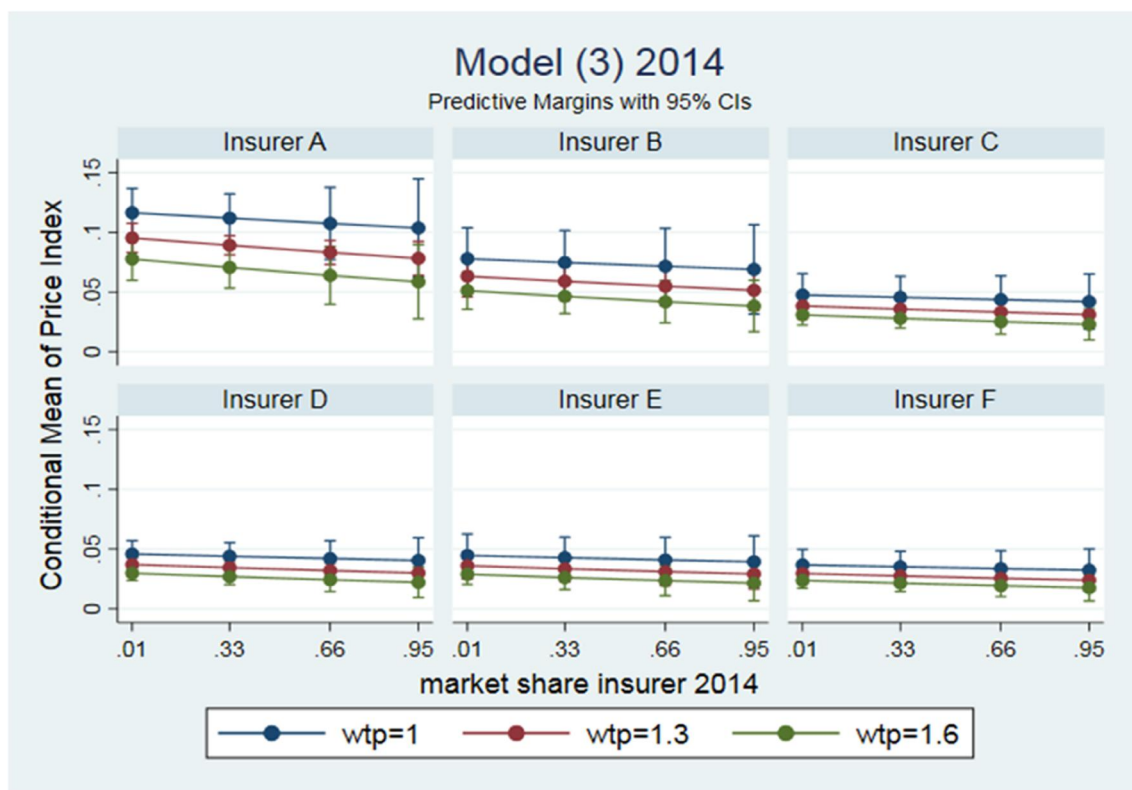 Model (3) 2014
Predictive Margins with 95% CIs
Insurer A
Insurer B
Insurer C
.15
.1
.05
0
Conditional Mean of Price Index
Insurer D
Insurer E
Insurer F
.15
.1
.05
0
.01 .33 .66 .95
.01 .33 .66 .95
.01 .33 .66 .95
market share insurer 2014
wtp=1 wtp=1.3 wtp=1.6